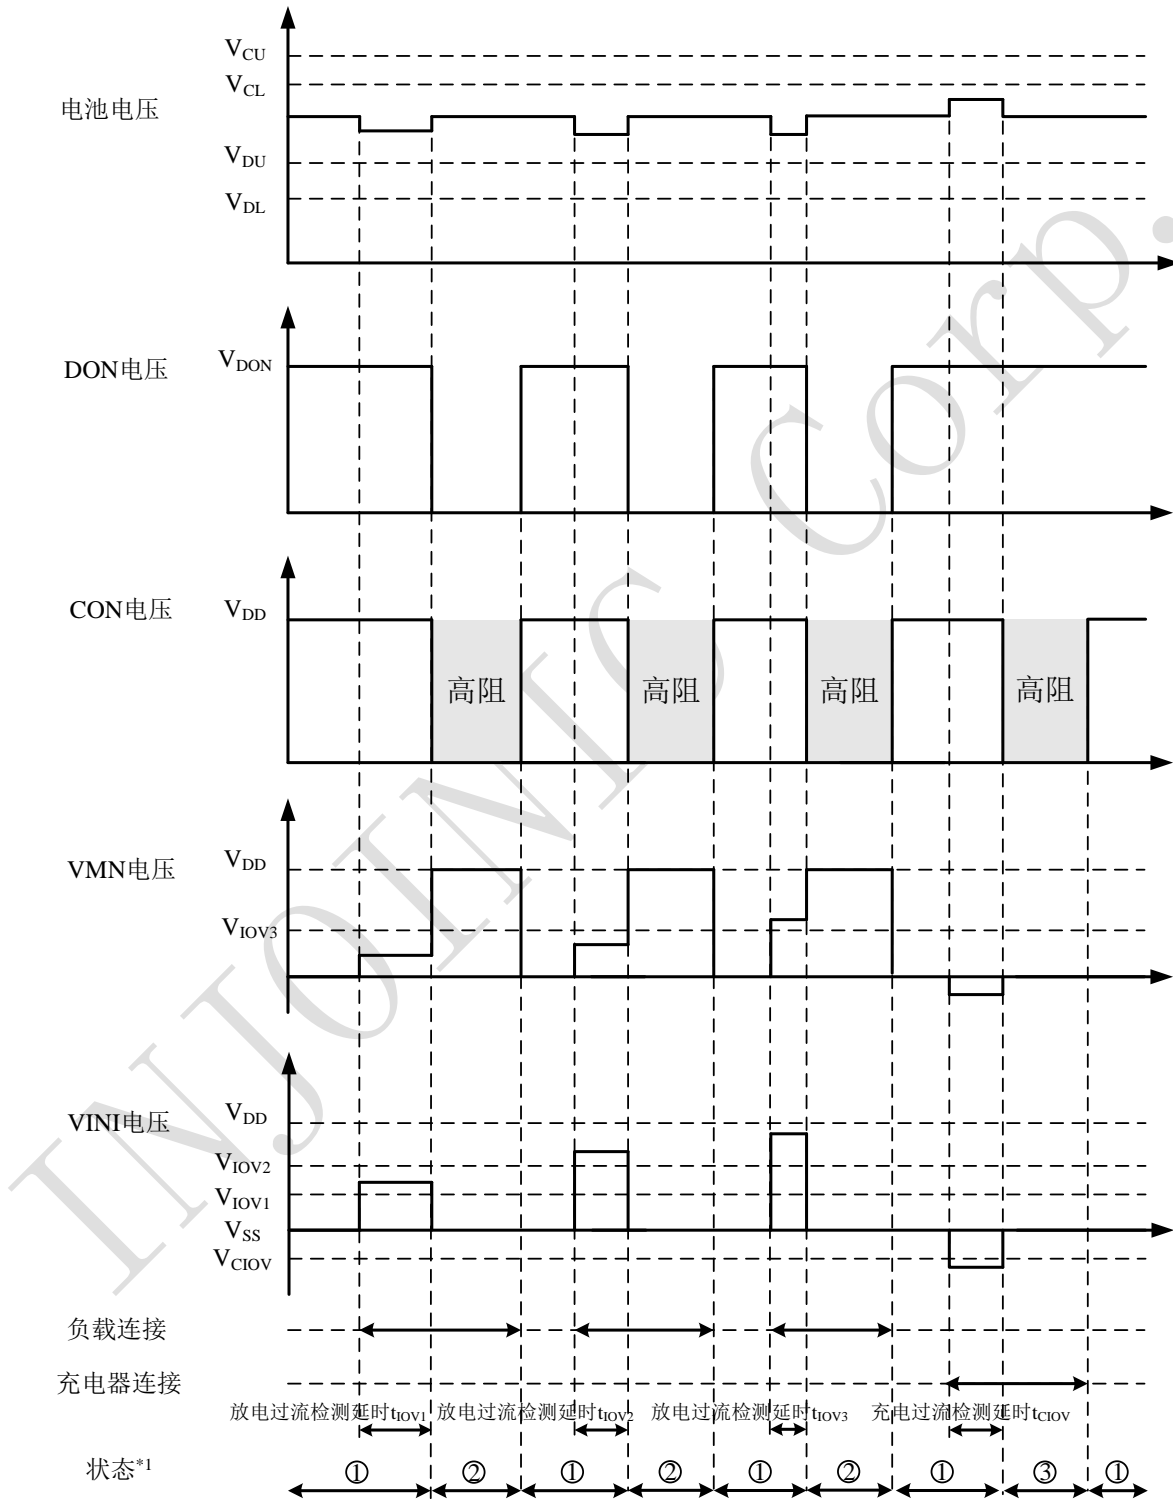 V_CU
V_CL
电池电压
V_DU
V_DL
DON电压
V_DON
CON电压
V_DD
高阻 高阻 高阻 高阻
VMN电压
V_DD
V_IOV3
VINI电压
V_DD
V_IOV2
V_IOV1
V_SS
V_CIOV
负载连接
充电器连接
放电过流检测延时t_IOV1 放电过流检测延时t_IOV2 放电过流检测延时t_IOV3 充电过流检测延时t_CIOV
状态*1
① ② ① ② ① ② ① ③ ①
INJOINIC Corp.